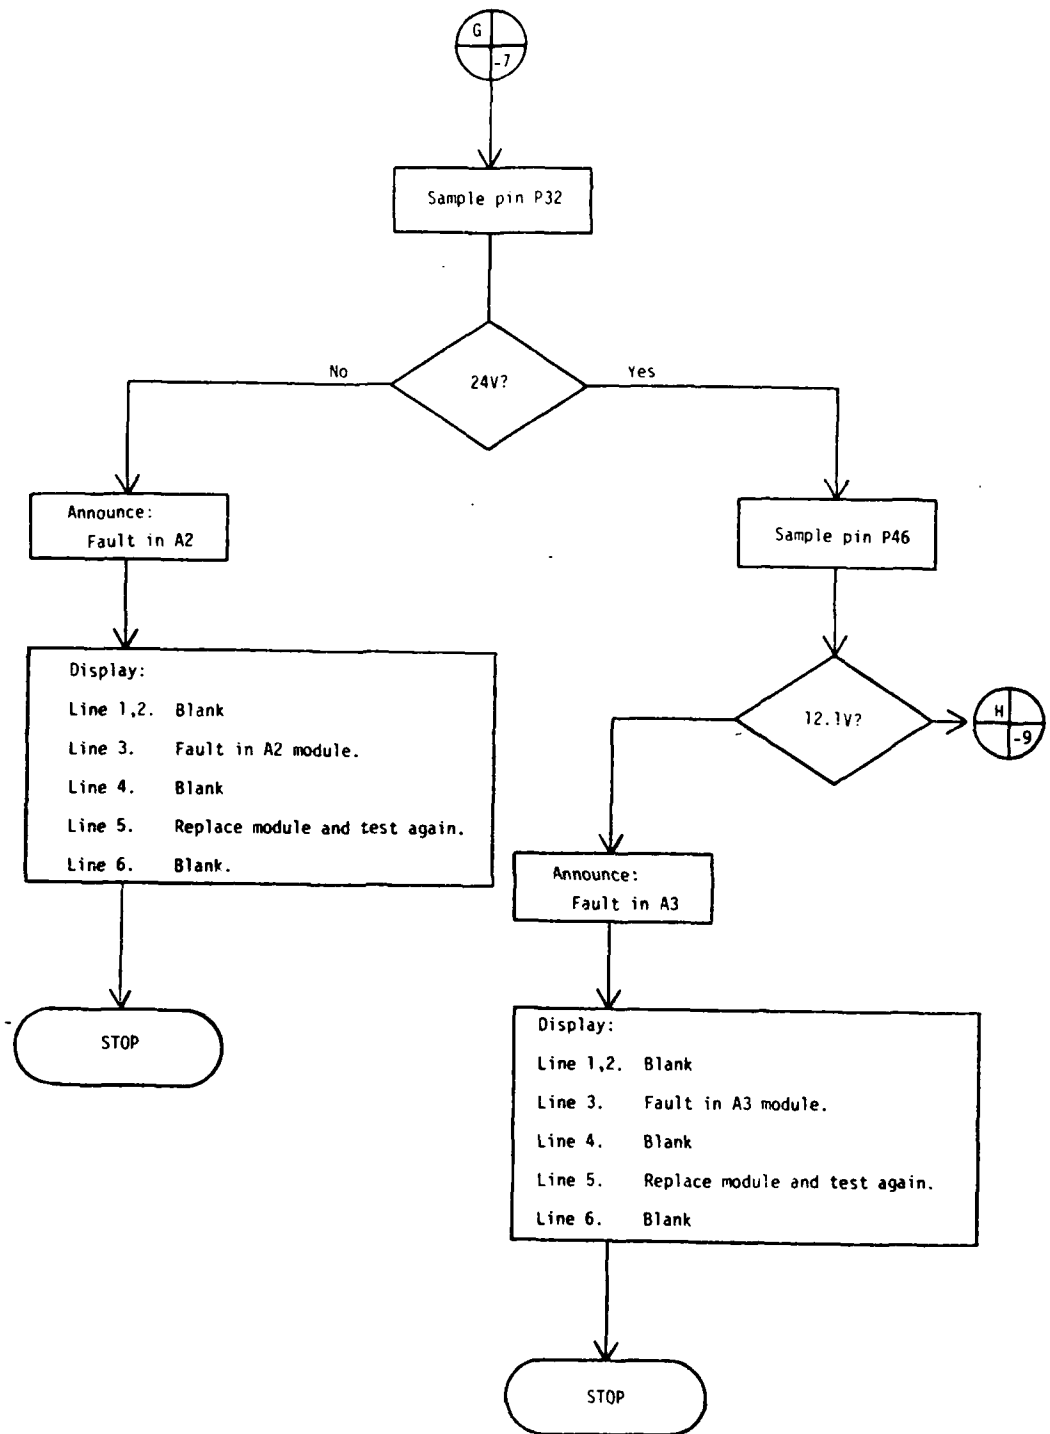 G
-7
Sample pin P32
24V?
No
Yes
Announce:
Fault in A2
Display:
Line 1,2. Blank
Line 3. Fault in A2 module.
Line 4. Blank
Line 5. Replace module and test again.
Line 6. Blank.
STOP
Sample pin P46
12.1V?
H
-9
Announce:
Fault in A3
Display:
Line 1,2. Blank
Line 3. Fault in A3 module.
Line 4. Blank
Line 5. Replace module and test again.
Line 6. Blank
STOP